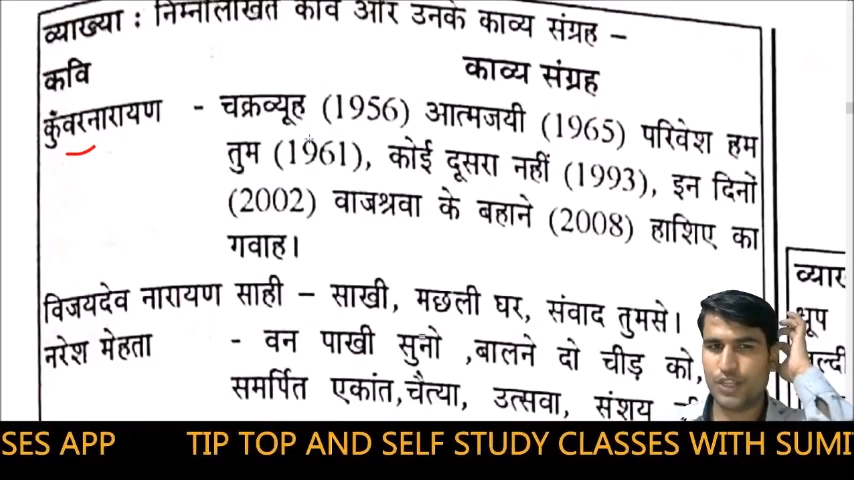 व्याख्या : निम्नलिखित कवि और उनके काव्य संग्रह –
कवि काव्य संग्रह
कुँवरनारायण - चक्रव्यूह (1956) आत्मजयी (1965) परिवेश हम
तुम (1961), कोई दूसरा नहीं (1993), इन दिनों
(2002) वाजश्रवा के बहाने (2008) हाशिए का
गवाह।
विजयदेव नारायण साही – साखी, मछली घर, संवाद तुमसे।
नरेश मेहता - वन पाखी सुनो ,बालने दो चीड़ को,
समर्पित एकांत,चैत्या, उत्सवा, संशय
SES APP TIP TOP AND SELF STUDY CLASSES WITH SUMI